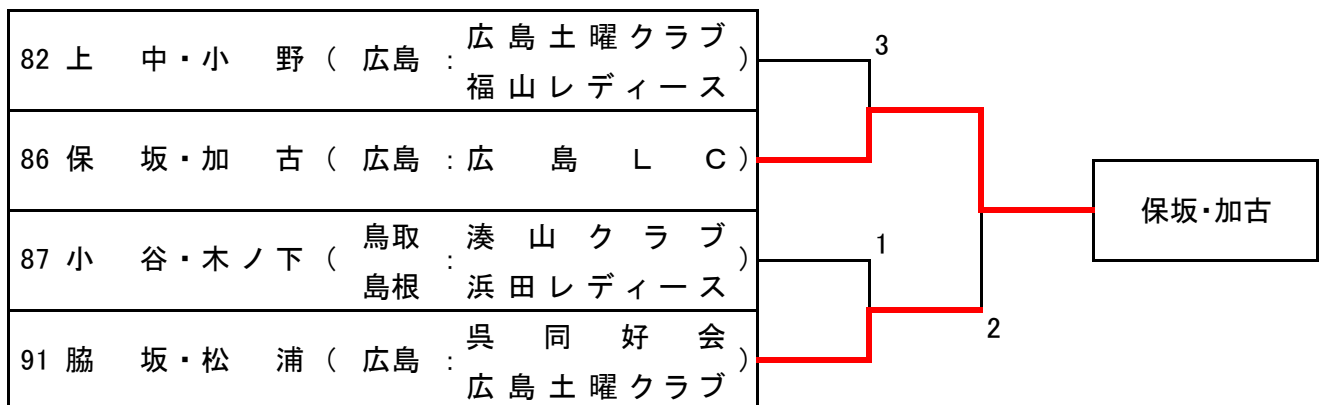 82 上 中・小 野 ( 広島 : 広島土曜クラブ
福山レディース )
3
86 保 坂・加 古 ( 広島 : 広 島 L C )
保坂・加古
87 小 谷・木ノ下 ( 鳥取 : 湊山クラブ
島根 浜田レディース )
1
2
91 脇 坂・松 浦 ( 広島 : 呉同好会
広島土曜クラブ )